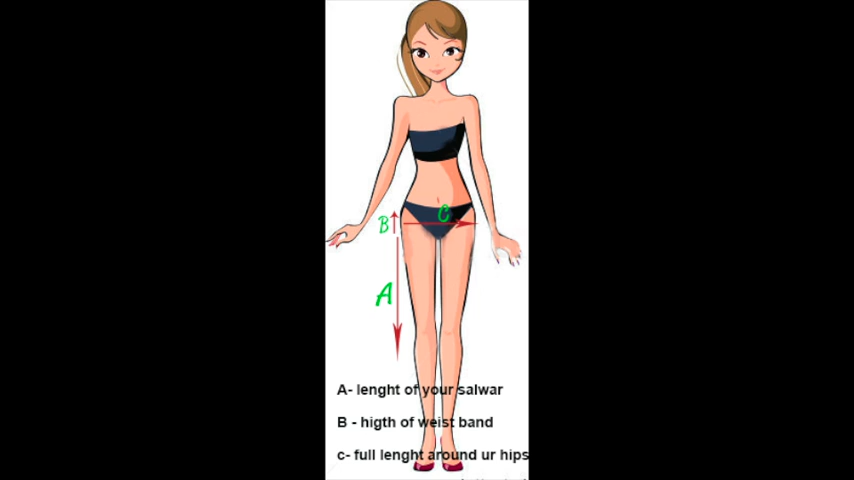 C
B
A
A- lenght of your salwar
B - higth of weist band
c- full lenght around ur hips